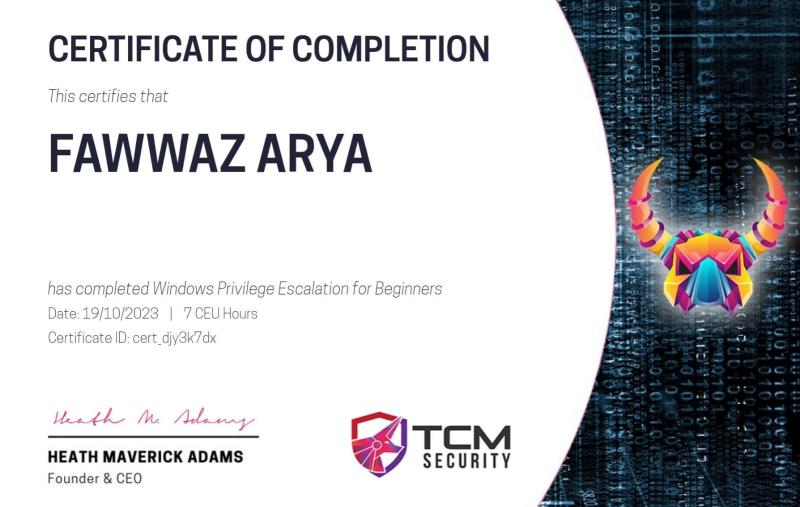 CERTIFICATE OF COMPLETION
This certifies that
FAWWAZ ARYA
has completed Windows Privilege Escalation for Beginners
Date: 19/10/2023 | 7 CEU Hours
Certificate ID: cert_djy3k7dx
Heath M. Adams
HEATH MAVERICK ADAMS
Founder & CEO
TCM
SECURITY